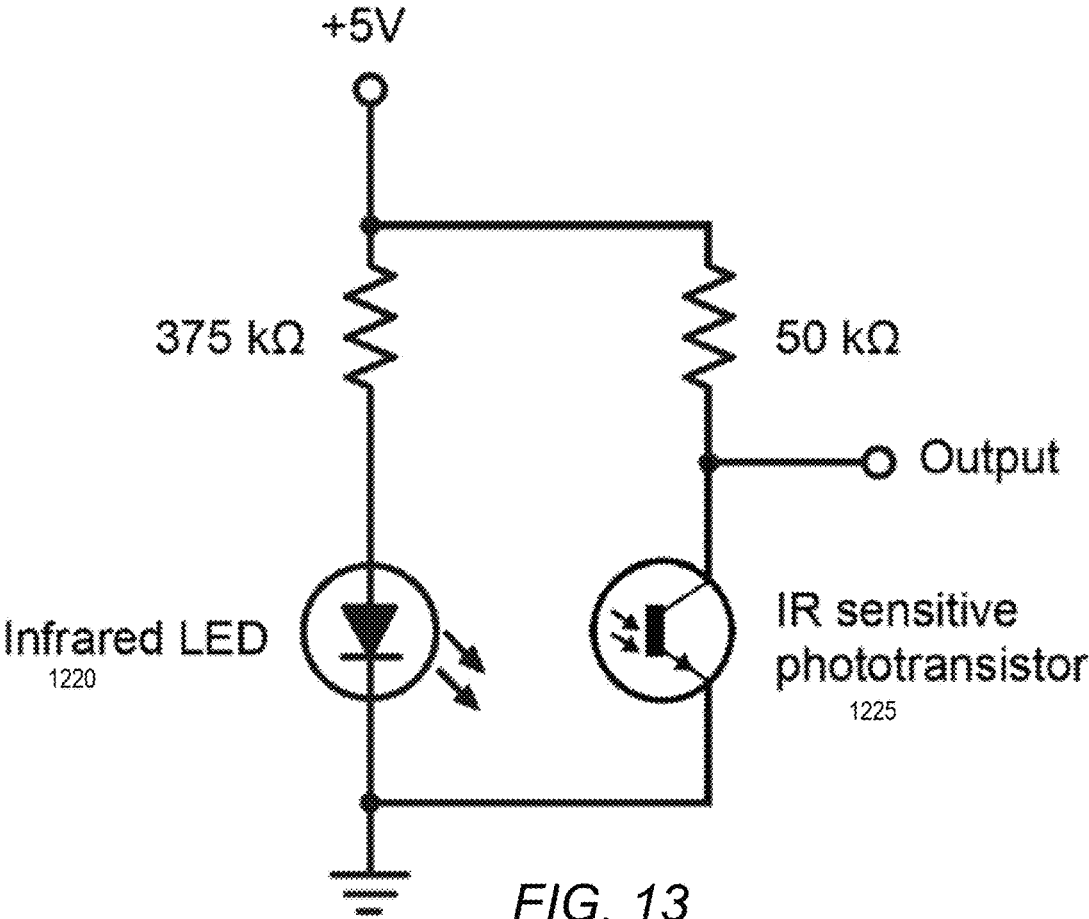 +5V
375 kΩ
50 kΩ
Output
Infrared LED
1220
IR sensitive
phototransistor
1225
FIG. 13